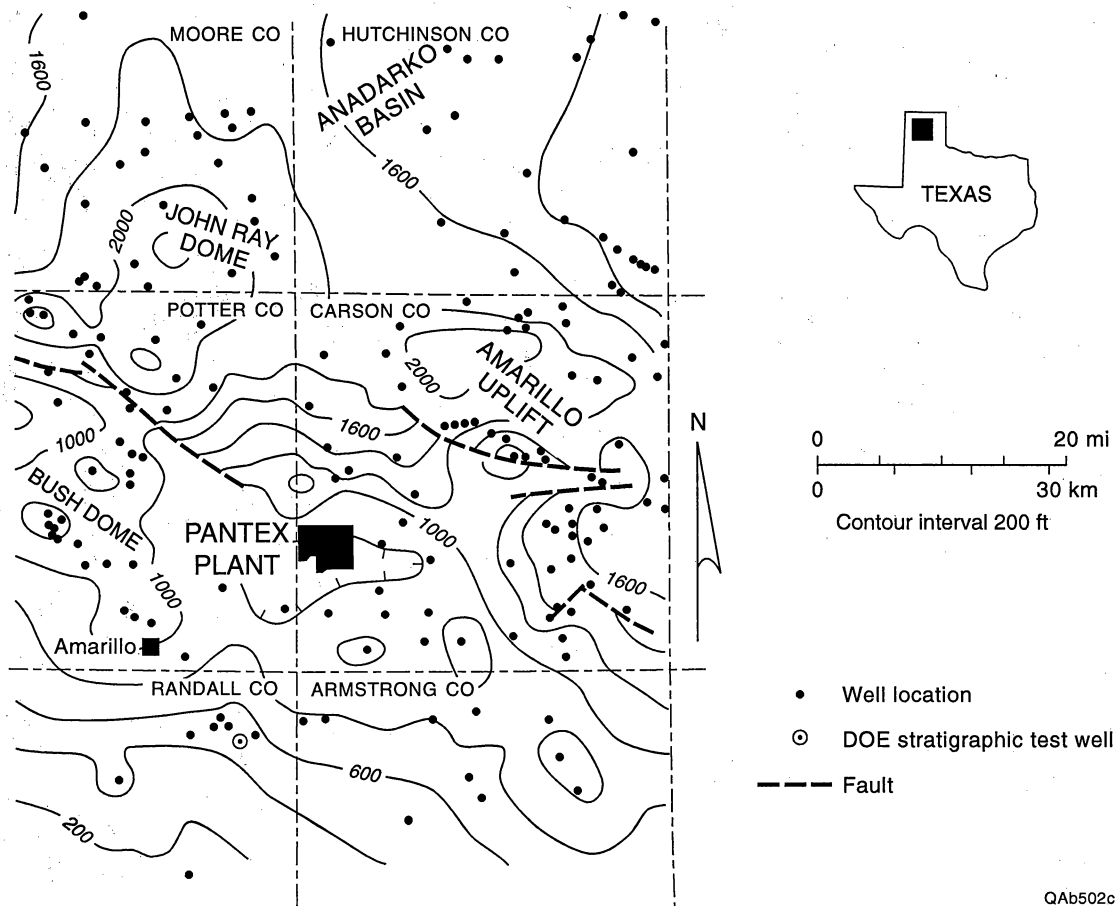 MOORE CO
HUTCHINSON CO
1600
ANADARKO
BASIN
1600
2000
JOHN RAY
DOME
TEXAS
POTTER CO
CARSON CO
2000
AMARILLO
UPLIFT
1600
1000
N
0
20 mi
0
30 km
Contour interval 200 ft
BUSH DOME
PANTEX
PLANT
1000
1000
1600
Amarillo
RANDALL CO
ARMSTRONG CO
Well location
DOE stratigraphic test well
Fault
600
200
QAb502c